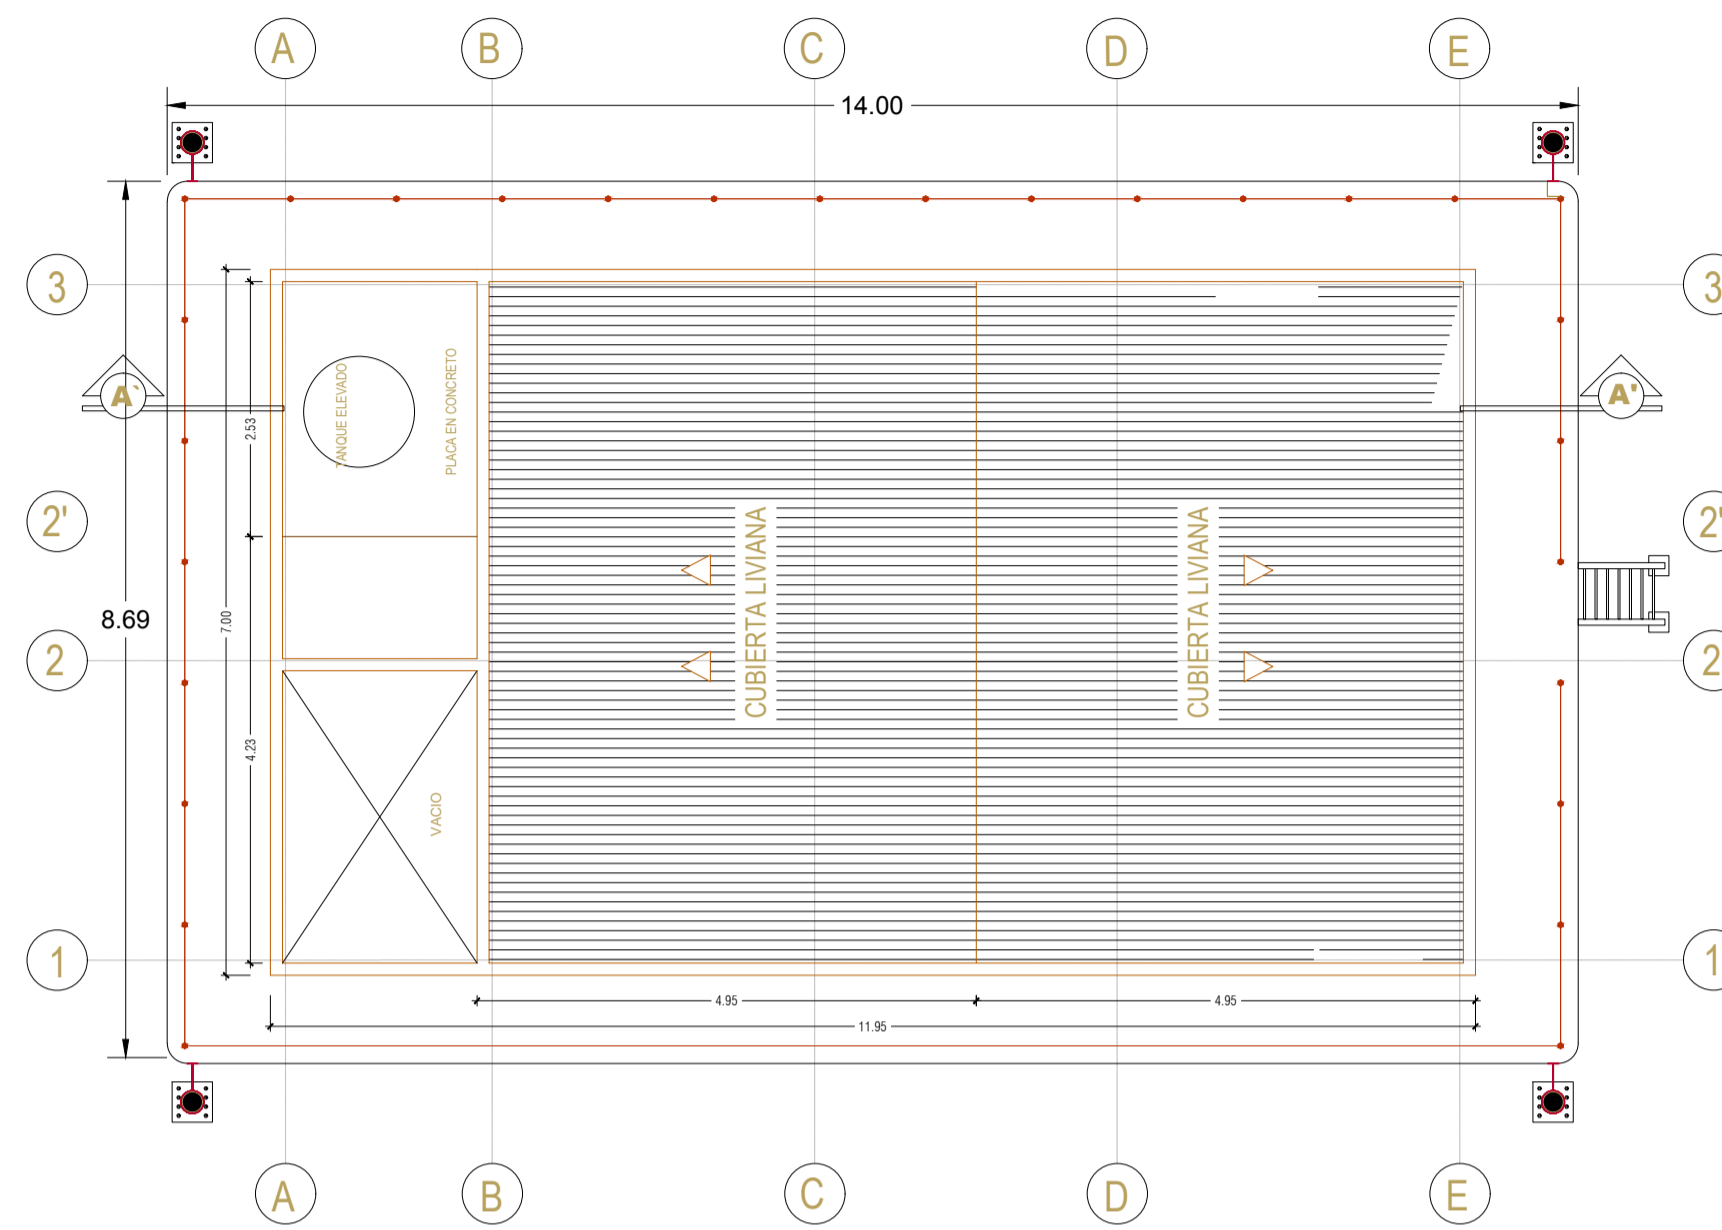 A
B
C
D
E
14.00
3
3
A`
A'
TANQUE ELEVADO
PLACA EN CONCRETO
2.53
2'
2'
CUBIERTA LIVIANA
CUBIERTA LIVIANA
8.69
7.00
2
2
4.23
VACIO
1
1
4.95
4.95
11.95
A
B
C
D
E